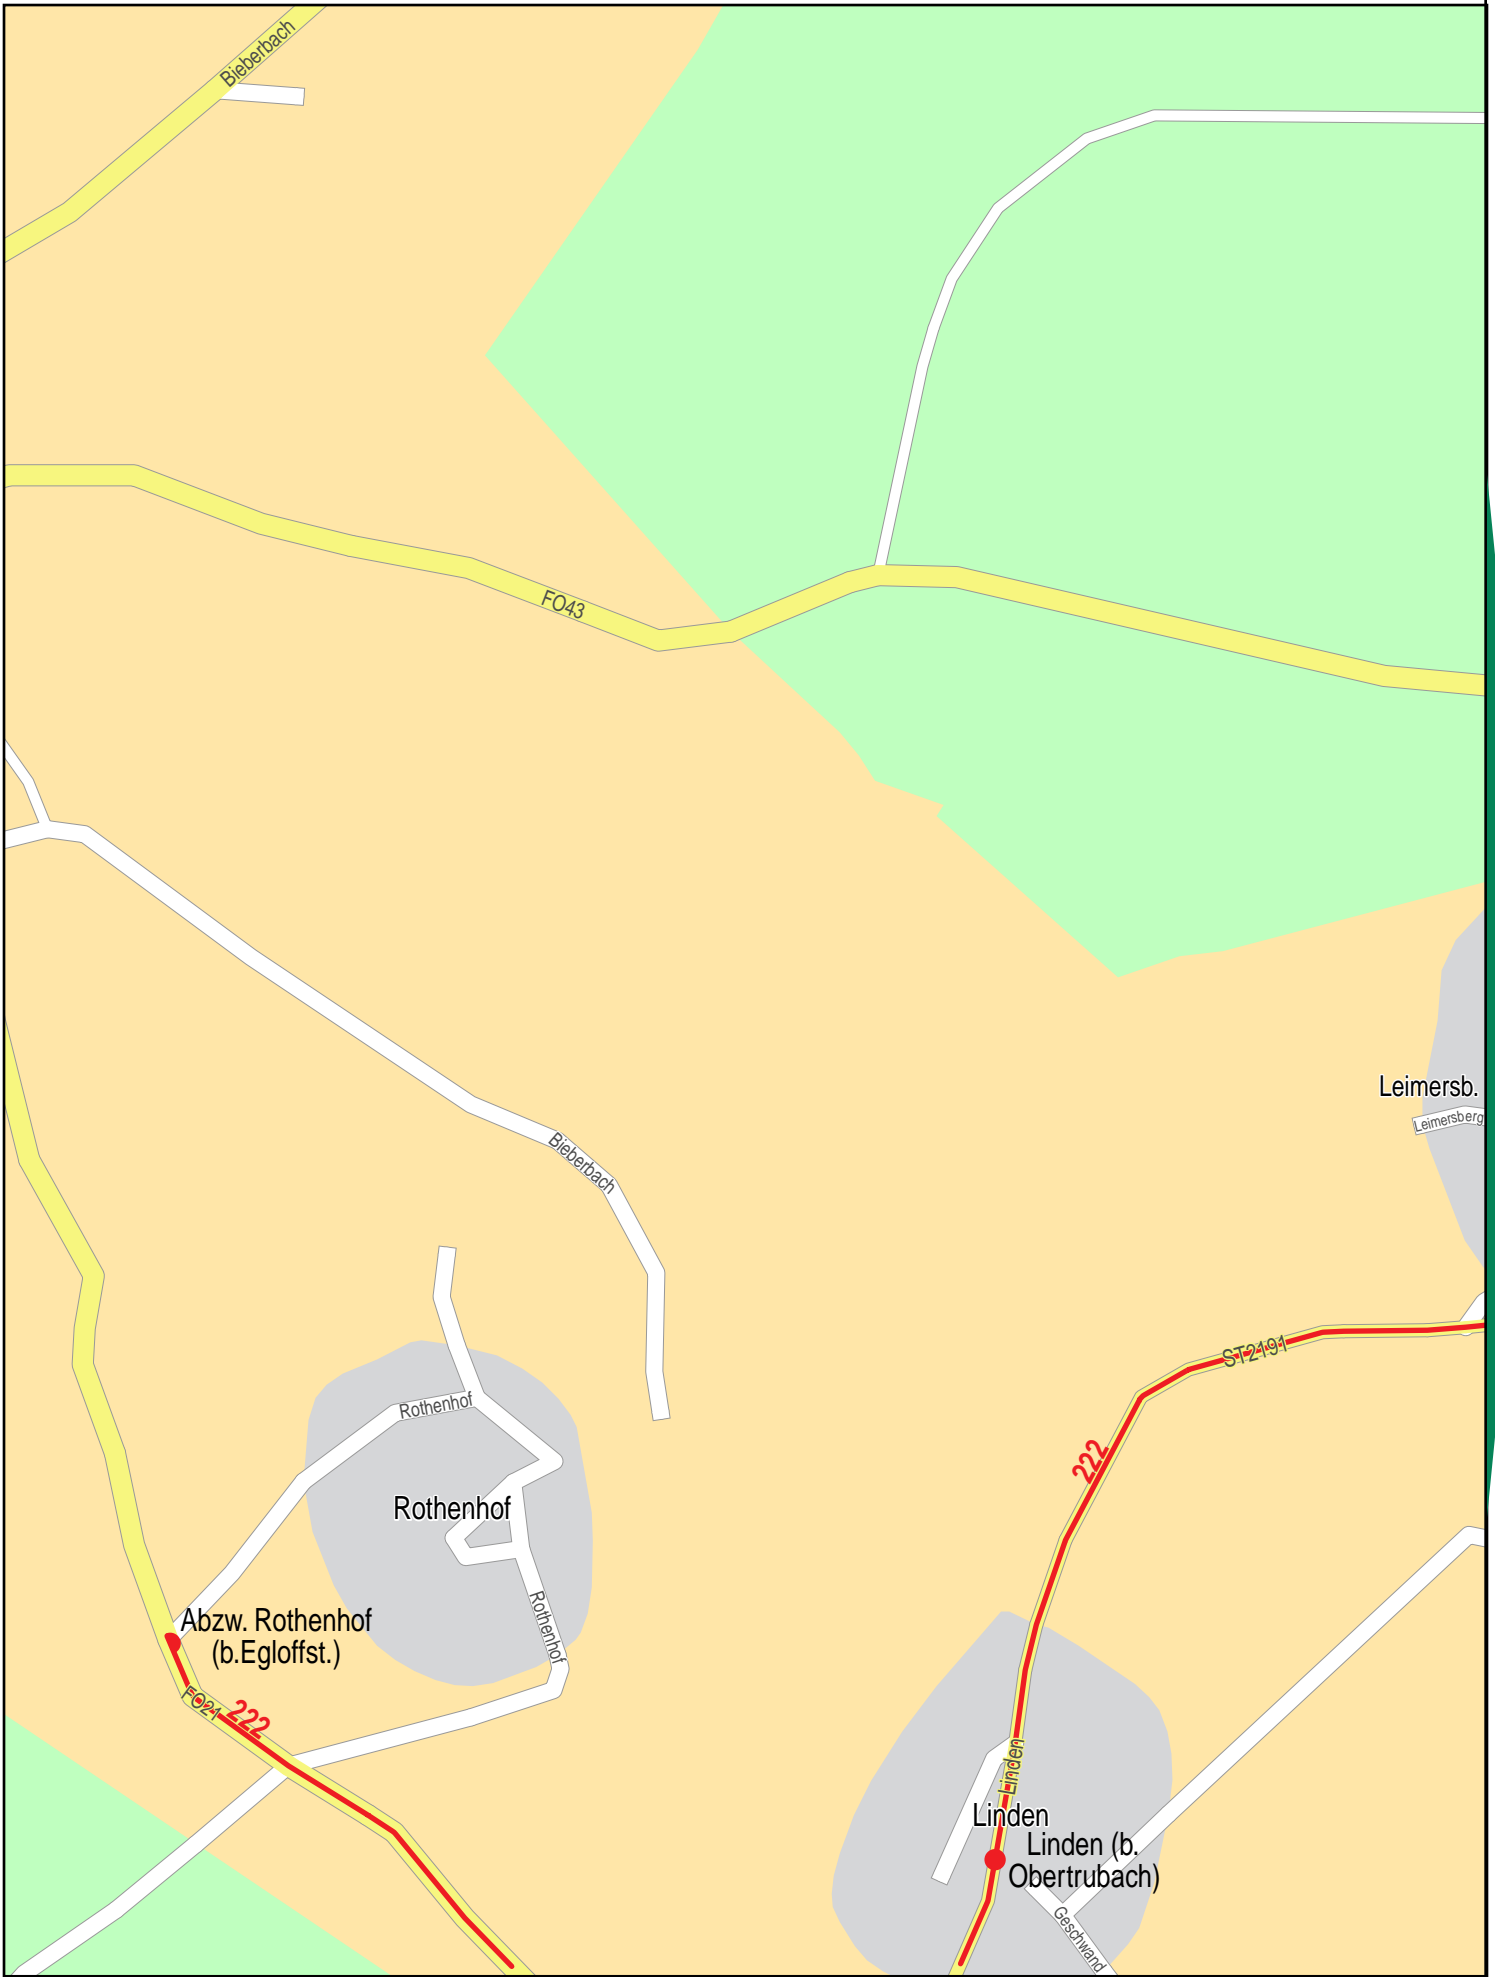 Bieberbach
FO43
Leimersb.
Leimersberg
Bieberbach
ST2191
Rothenhof
222
Rothenhof
Rothenhof
Abzw. Rothenhof
(b.Egloffst.)
FO21
222
Linden
Linden
Linden (b.
Obertrubach)
Geschwand